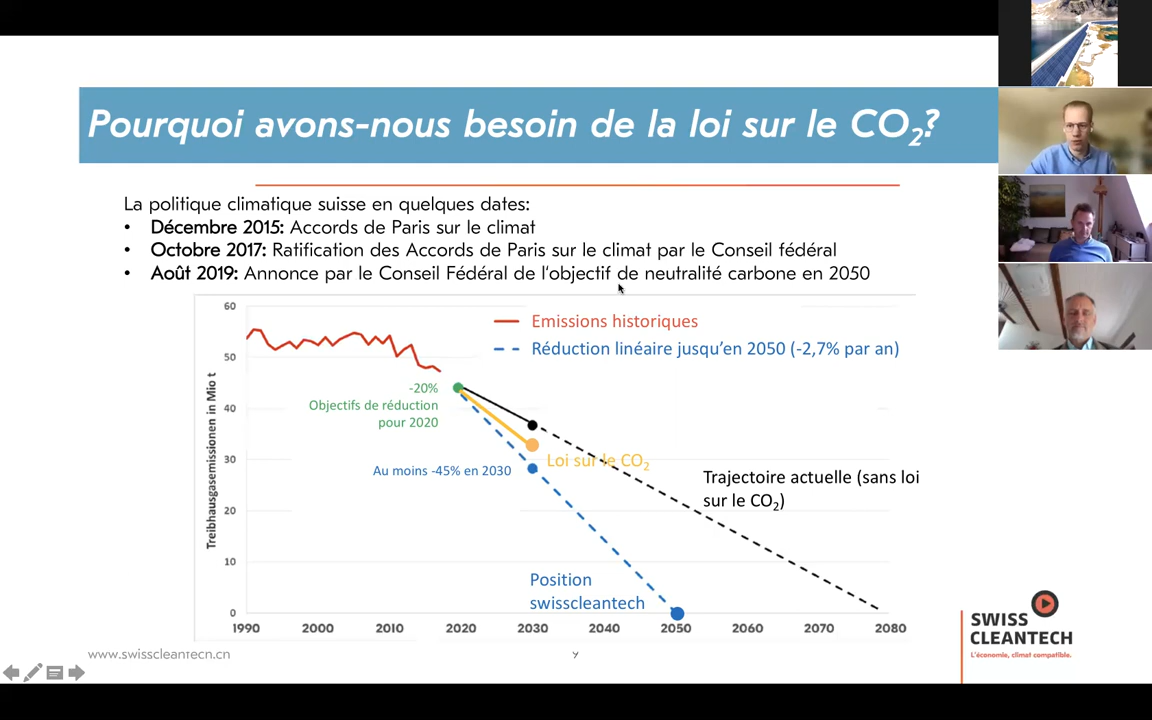 Pourquoi avons-nous besoin de la loi sur le CO₂?
La politique climatique suisse en quelques dates:
• Décembre 2015: Accords de Paris sur le climat
• Octobre 2017: Ratification des Accords de Paris sur le climat par le Conseil fédéral
• Août 2019: Annonce par le Conseil Fédéral de l'objectif de neutralité carbone en 2050
Treibhausgasemissionen in Mio t
60
50
40
30
20
10
0
Emissions historiques
Réduction linéaire jusqu'en 2050 (-2,7% par an)
-20%
Objectifs de réduction
pour 2020
Au moins -45% en 2030
Loi sur le CO₂
Trajectoire actuelle (sans loi
sur le CO₂)
Position
swisscleantech
1990 2000 2010 2020 2030 2040 2050 2060 2070 2080
www.swisscleantecn.cn
SWISS
CLEANTECH
L'économie, climat compatible.